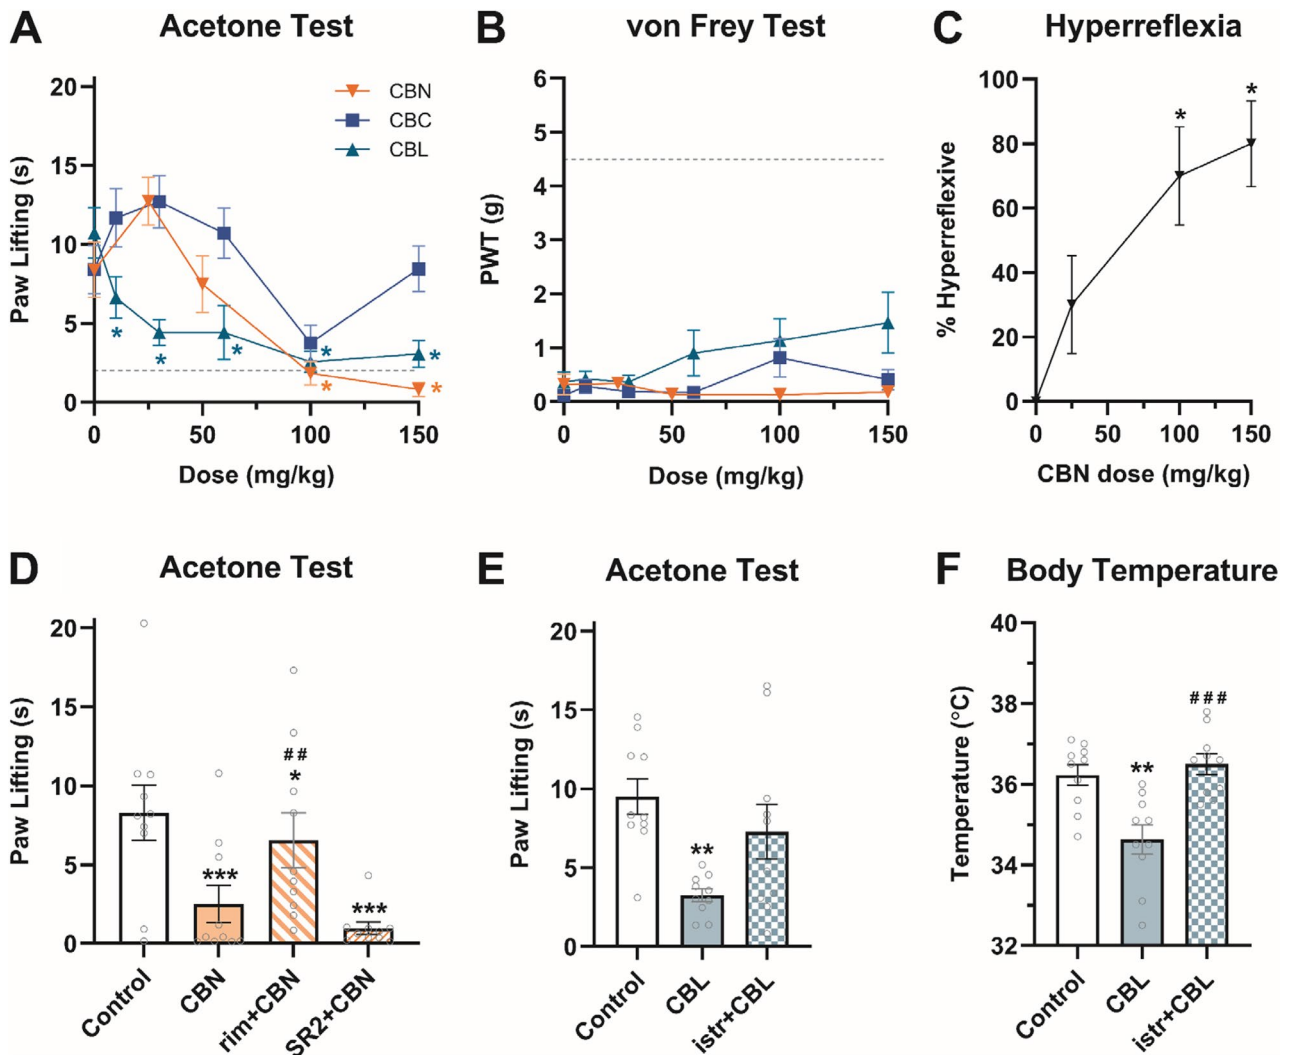 A Acetone Test
20
15
10
5
0
Paw Lifting (s)
CBN
CBC
CBL
*
*
*
*
*
*
*
0 50 100 150
Dose (mg/kg)
B von Frey Test
6
5
4
3
2
1
0
PWT (g)
0 50 100 150
Dose (mg/kg)
C Hyperreflexia
100
80
60
40
20
0
% Hyperreflexive
*
*
0 50 100 150
CBN dose (mg/kg)
D Acetone Test
20
15
10
5
0
Paw Lifting (s)
***
##
*
***
Control
CBN
rim+CBN
SR2+CBN
E Acetone Test
20
15
10
5
0
Paw Lifting (s)
**
Control
CBL
istr+CBL
F Body Temperature
40
38
36
34
32
Temperature (°C)
**
###
Control
CBL
istr+CBL